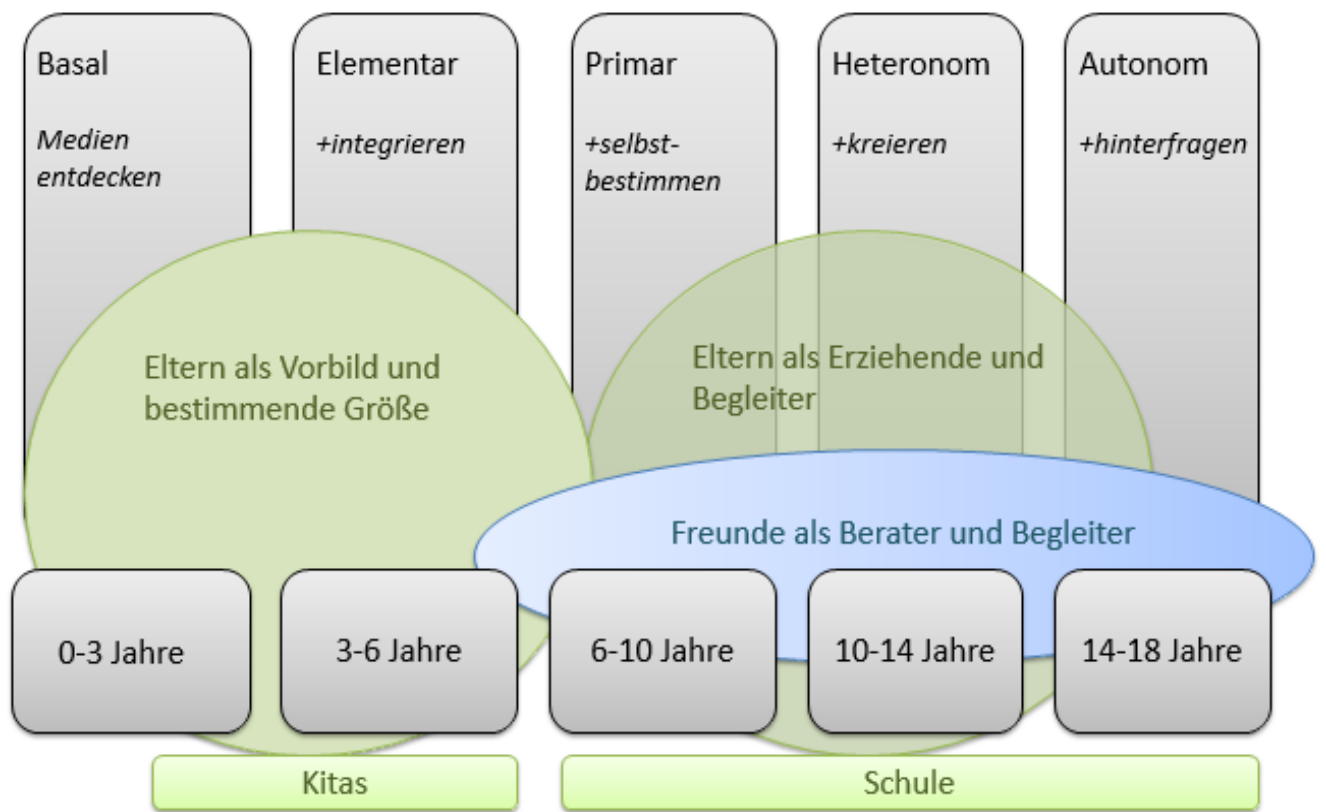 Basal
Medien
entdecken
Elementar
+integrieren
Primar
+selbst-
bestimmen
Heteronom
+kreieren
Autonom
+hinterfragen
Eltern als Vorbild und
bestimmende Größe
Eltern als Erziehende und
Begleiter
Freunde als Berater und Begleiter
0-3 Jahre
3-6 Jahre
6-10 Jahre
10-14 Jahre
14-18 Jahre
Kitas
Schule